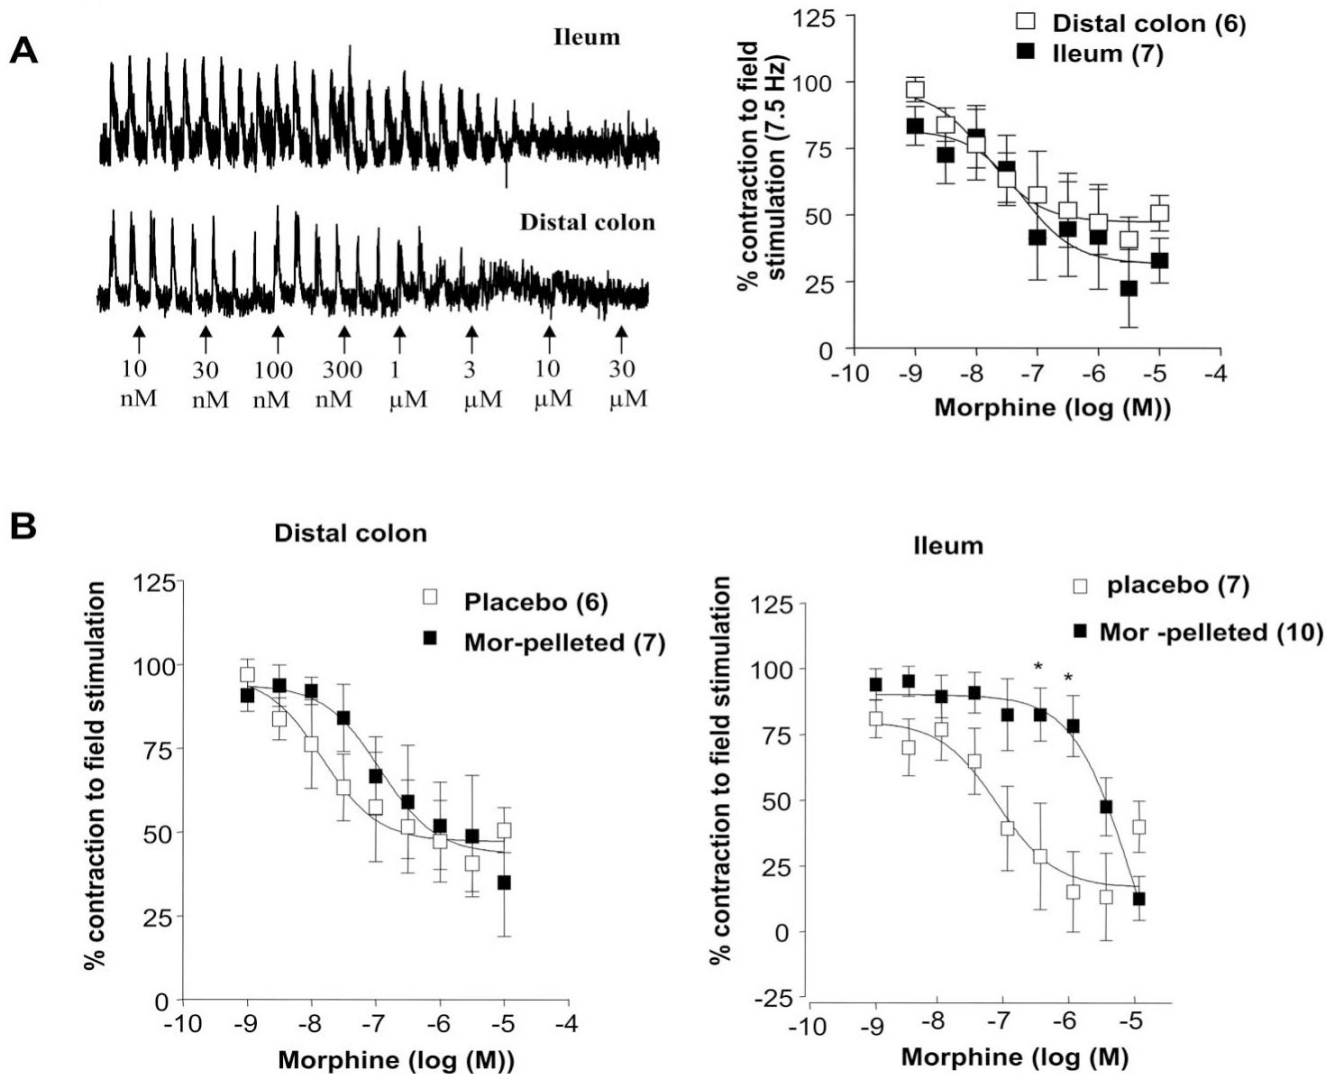 A
Ileum
Distal colon
10 30 100 300 1 3 10 30
nM nM nM nM µM µM µM µM
Distal colon (6)
Ileum (7)
% contraction to field
stimulation (7.5 Hz)
125
100
75
50
25
0
-10 -9 -8 -7 -6 -5 -4
Morphine (log (M))
B
Distal colon
Placebo (6)
Mor-pelleted (7)
% contraction to field stimulation
125
100
75
50
25
0
-10 -9 -8 -7 -6 -5 -4
Morphine (log (M))
Ileum
placebo (7)
Mor -pelleted (10)
* *
% contraction to field stimulation
125
100
75
50
25
0
-25
-10 -9 -8 -7 -6 -5
Morphine (log (M)